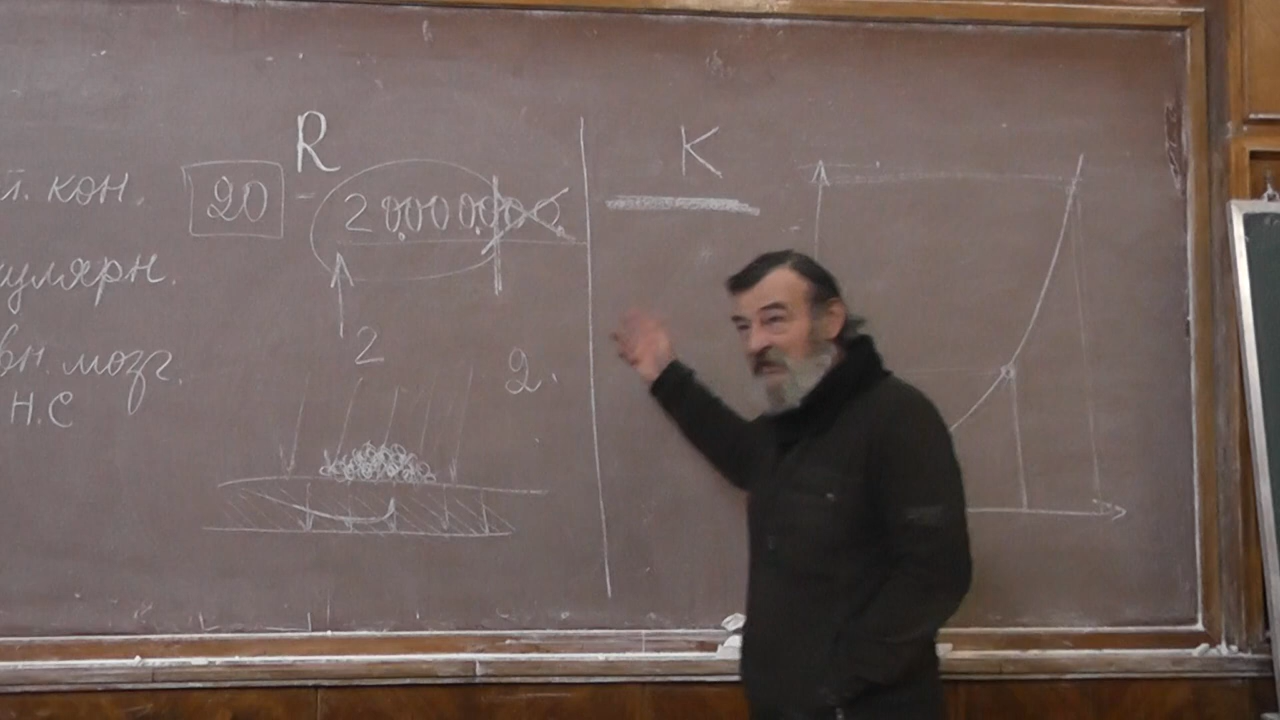 R
K
п. кон.
20 - 2 000 000
улярн.
2
2.
вн. мозг.
Н.С